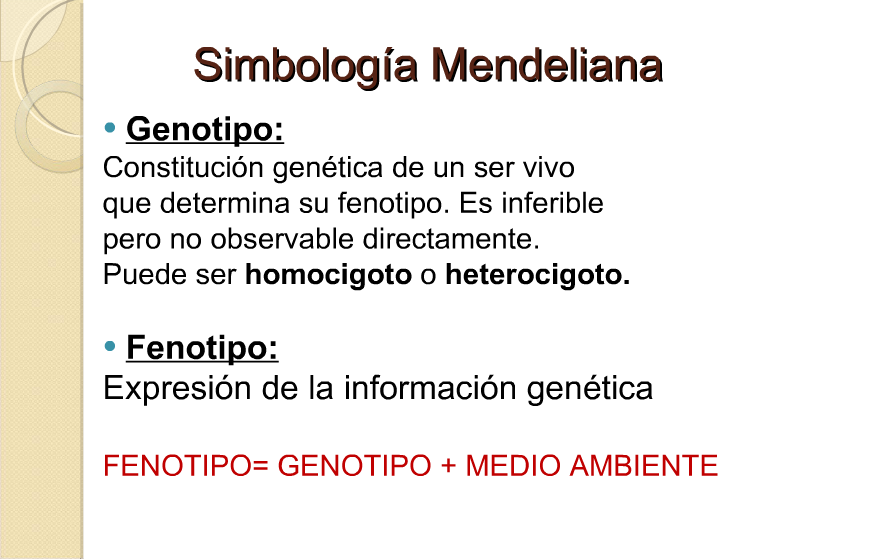 Simbología Mendeliana
• Genotipo:
Constitución genética de un ser vivo
que determina su fenotipo. Es inferible
pero no observable directamente.
Puede ser homocigoto o heterocigoto.
• Fenotipo:
Expresión de la información genética
FENOTIPO= GENOTIPO + MEDIO AMBIENTE